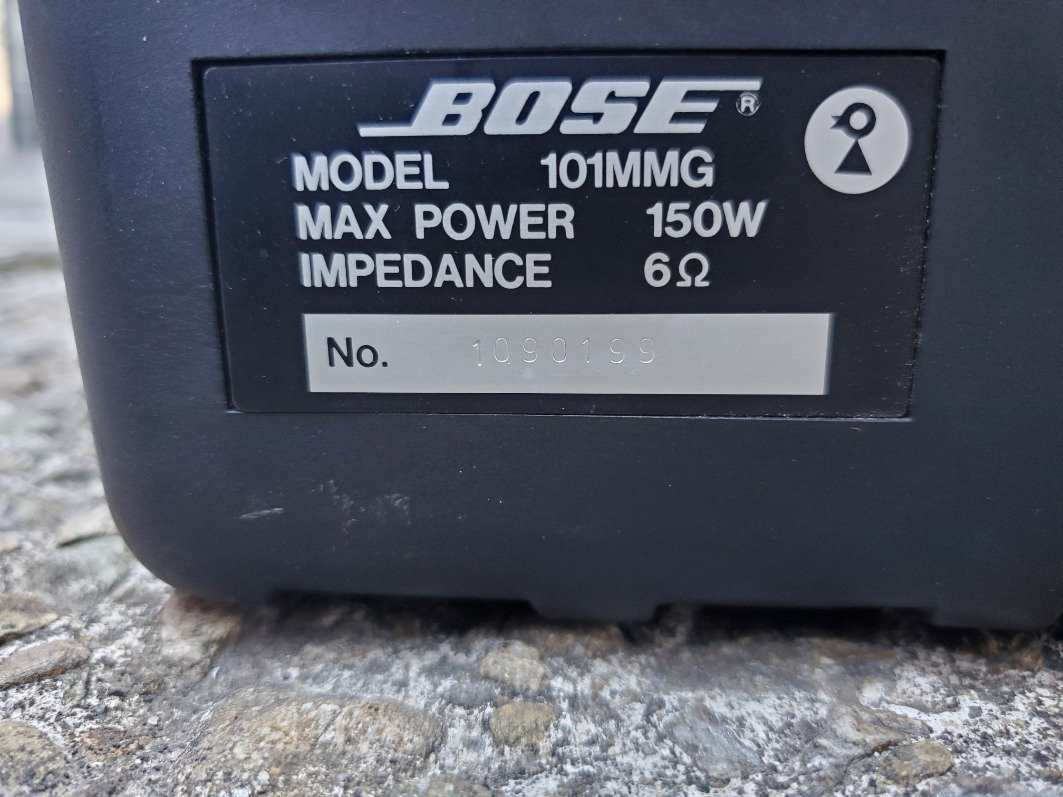 BOSE®
MODEL 101MMG
MAX POWER 150W
IMPEDANCE 6Ω
No. 1090199